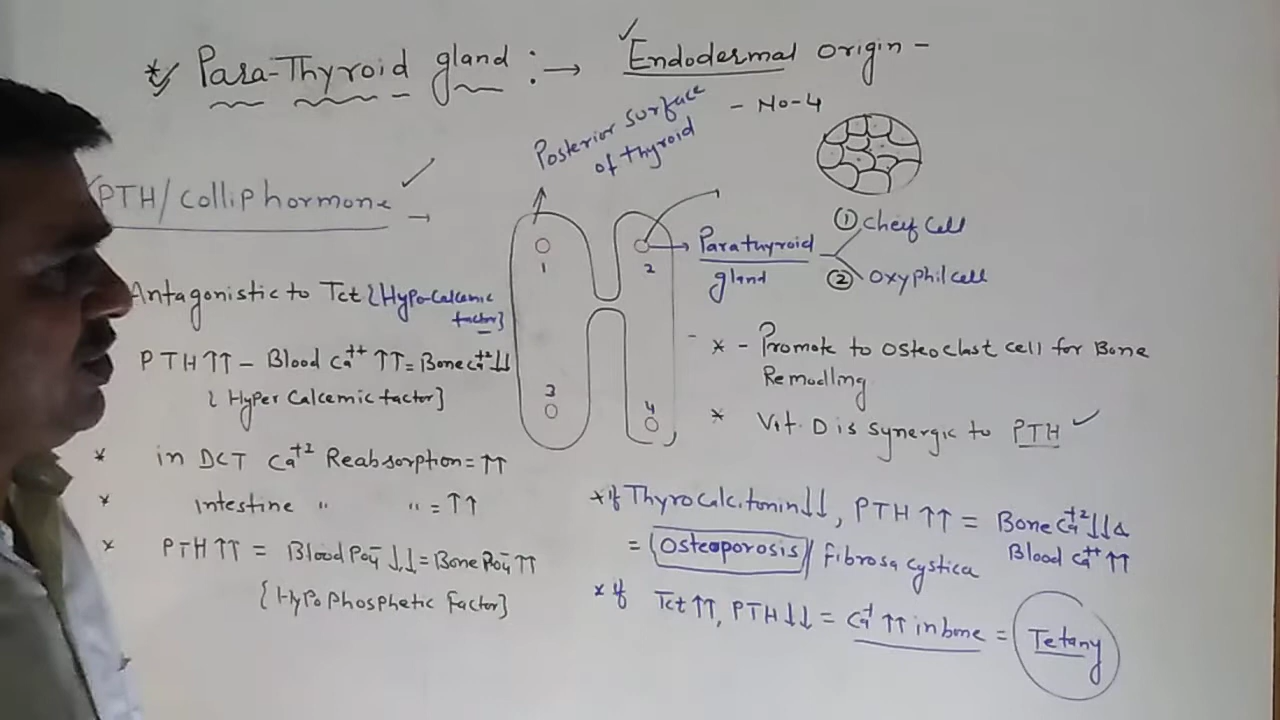 * Para-Thyroid gland :→ Endodermal origin -
- No-4
Posterior surface
of thyroid
PTH/colliphormone →
1
2
3
4
Parathyroid
gland
① Cheif Cell
② Oxyphil cell
Antagonistic to Tct {Hypo-Calcemic
factor}
PTH↑↑ - Blood Ca++ ↑↑ = Bone Ca+2↓↓
{Hyper Calcemic factor}
* in DCT Ca+2 Reabsorption = ↑↑
* Intestine " " = ↑↑
* PTH↑↑ = Blood Po4- ↓↓ = Bone Po4- ↑↑
{Hypo Phosphetic Factor}
* - Promote to Osteoclast cell for Bone
Remodlling
* Vit. D is synergic to PTH ✓
* if Thyrocalcitonin↓↓, PTH↑↑ = Bone Ca+2↓↓ &
Blood Ca++ ↑↑
= Osteoporosis / fibrosa cystica
* If Tct↑↑, PTH↓↓ = Ca+ ↑↑ in bone = Tetany